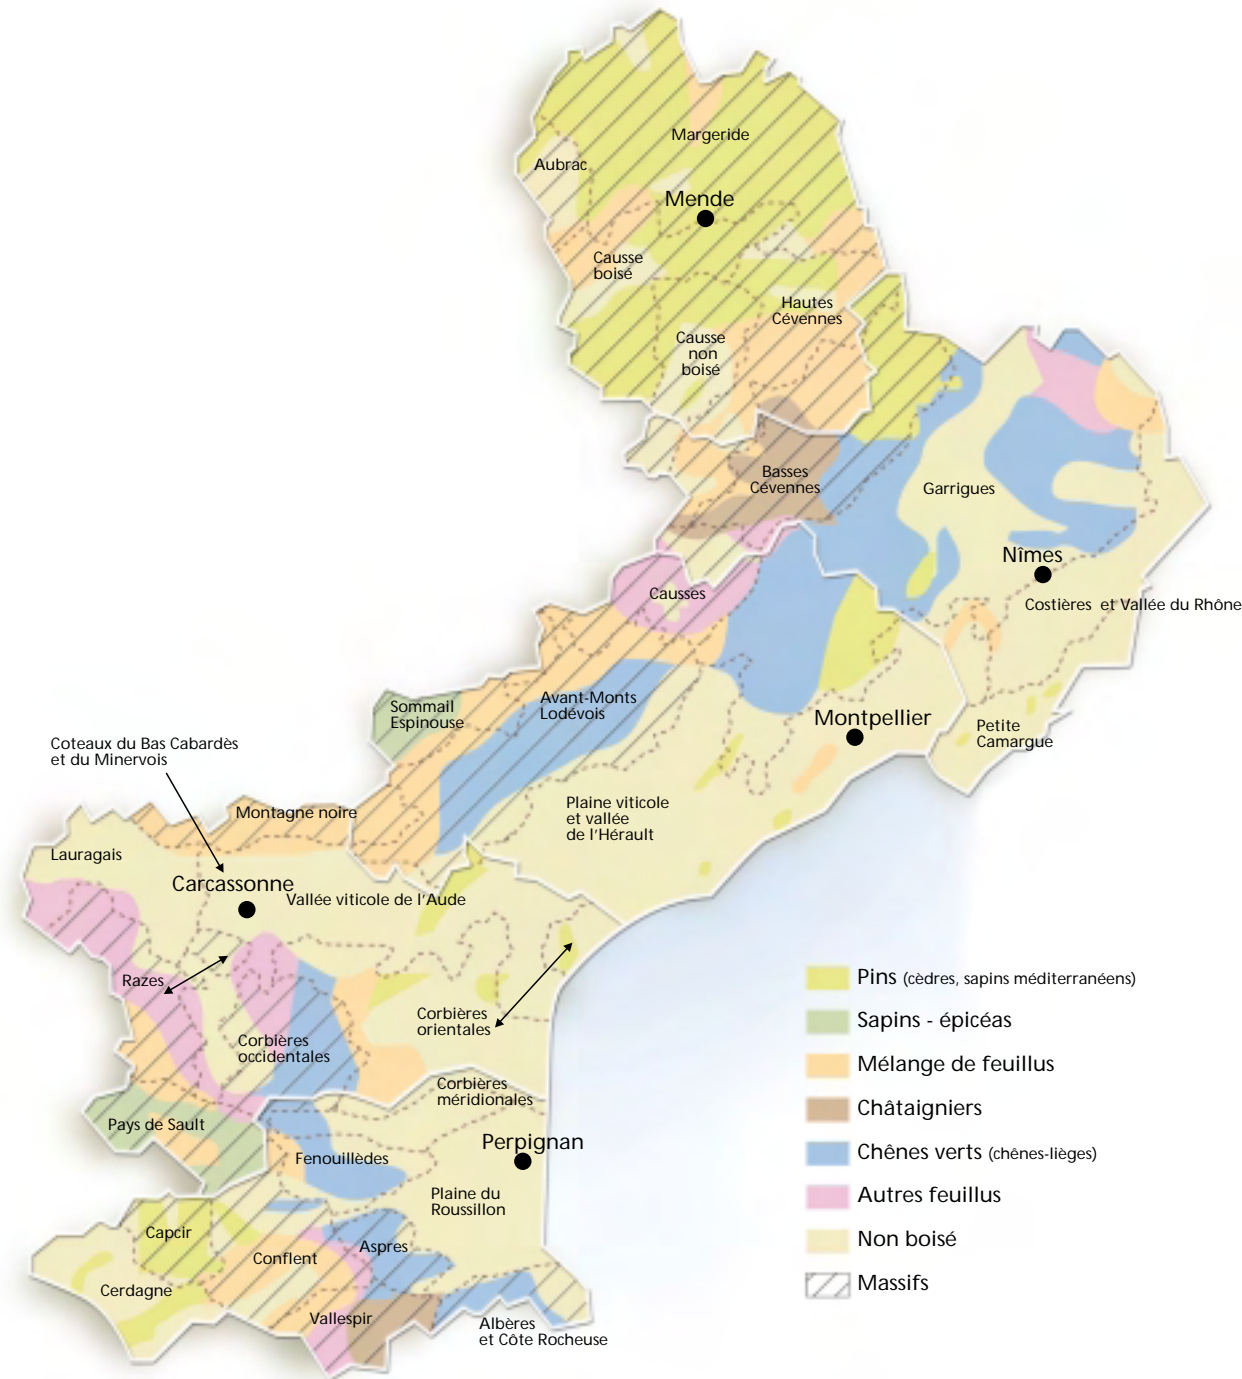 Margeride
Aubrac
Mende
Causse
boisé
Hautes
Cévennes
Causse
non
boisé
Basses
Cévennes
Garrigues
Nîmes
Causses
Costières et Vallée du Rhône
Sommail
Espinouse
Avant-Monts
Lodévois
Montpellier
Petite
Camargue
Coteaux du Bas Cabardès
et du Minervois
Plaine viticole
et vallée
de l'Hérault
Montagne noire
Lauragais
Carcassonne
Vallée viticole de l'Aude
Razes
Corbières
orientales
Corbières
occidentales
Corbières
méridionales
Pays de Sault
Perpignan
Fenouillèdes
Plaine du
Roussillon
Capcir
Conflent
Aspres
Cerdagne
Vallespir
Albères
et Côte Rocheuse
Pins (cèdres, sapins méditerranéens)
Sapins - épicéas
Mélange de feuillus
Châtaigniers
Chênes verts (chênes-lièges)
Autres feuillus
Non boisé
Massifs